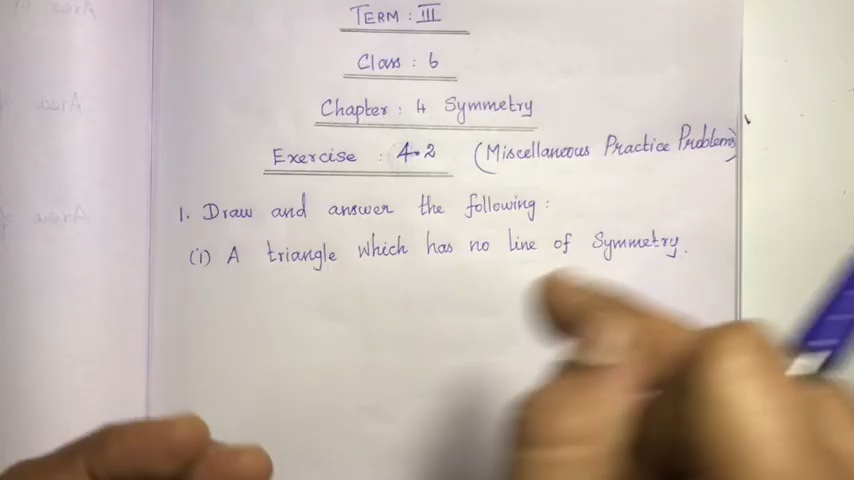 TERM : III
Class : 6
Chapter : 4 Symmetry
Exercise : 4.2 (Miscellaneous Practice Problems)
1. Draw and answer the following :
(i) A triangle which has no line of Symmetry.